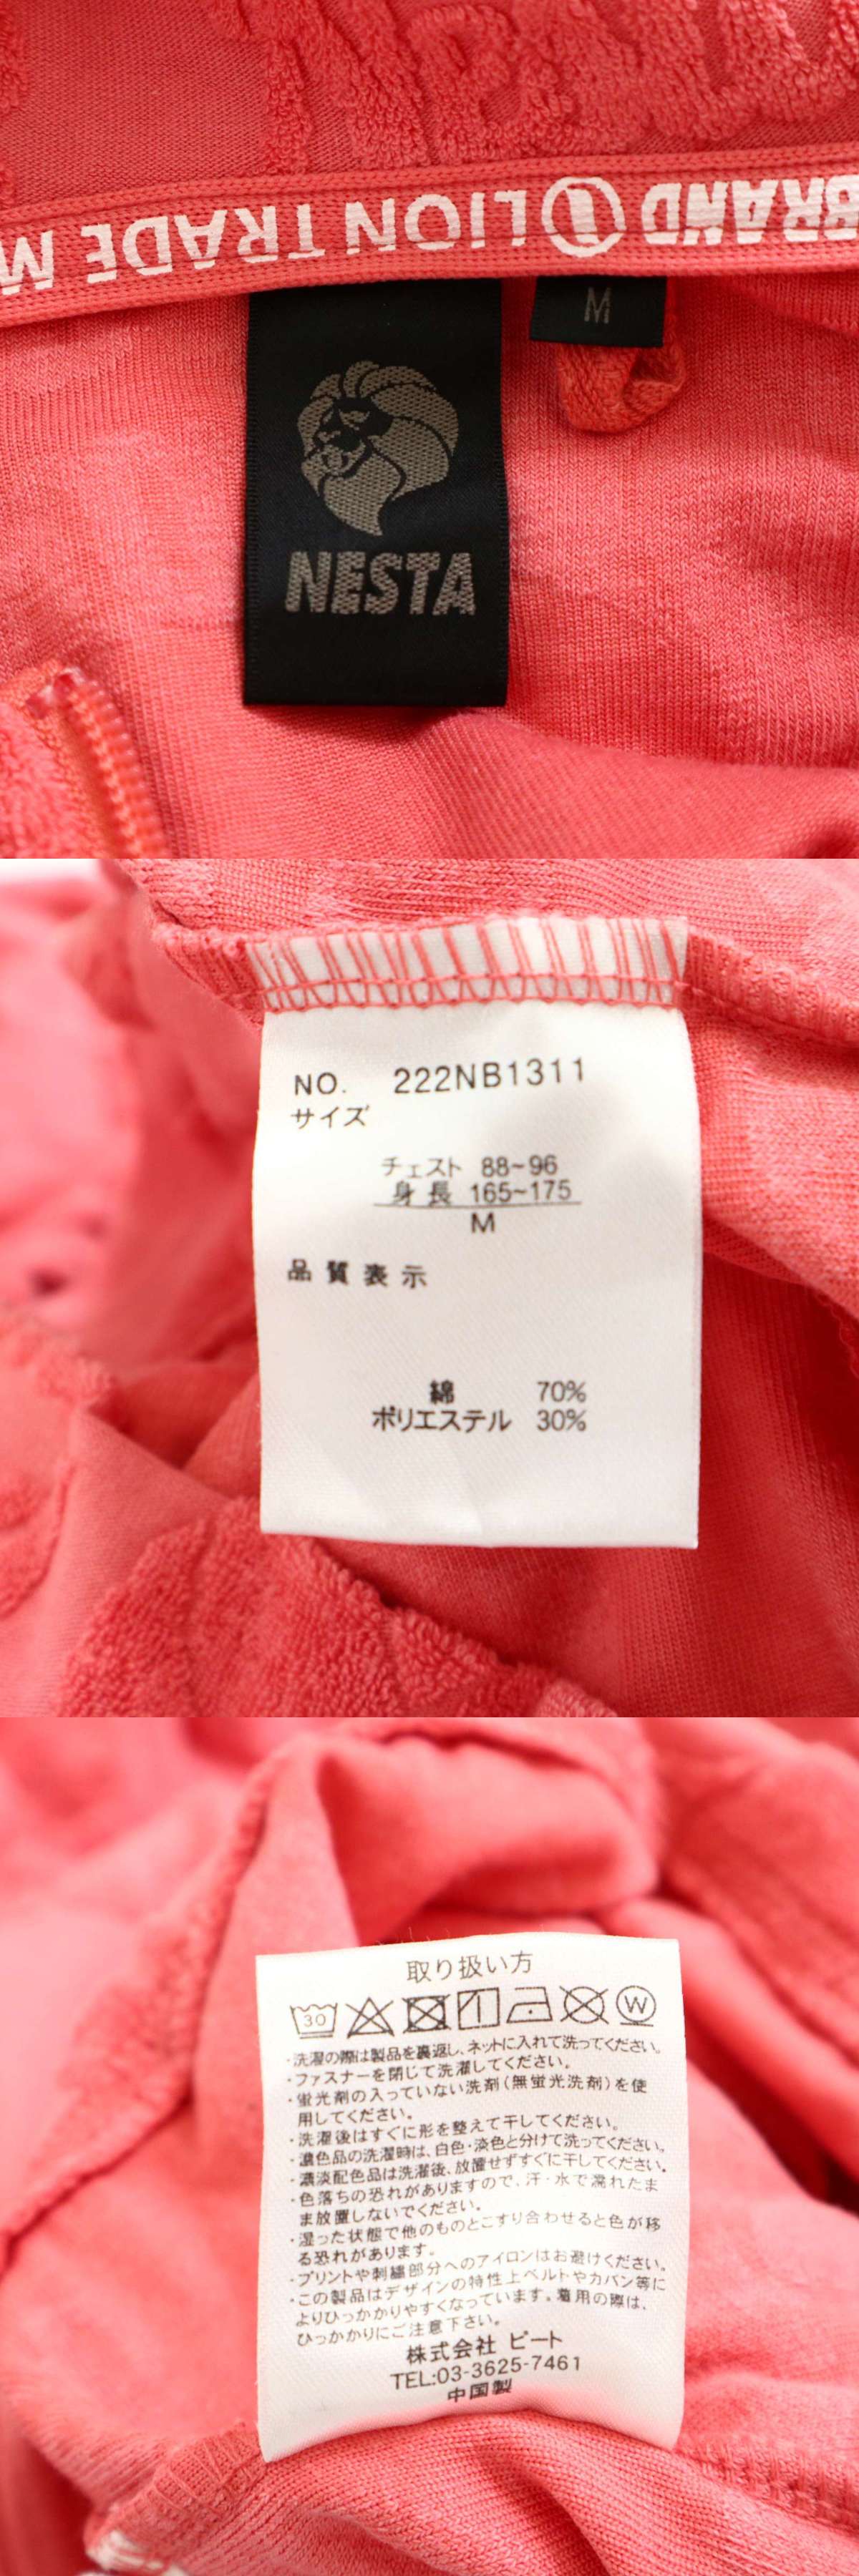 BRAND LION TRADE M
M
NESTA
NO. 222NB1311
サイズ
チェスト 88~96
身長 165~175
M
品質表示
綿 70%
ポリエステル 30%
取り扱い方
30 W
・洗濯の際は製品を裏返し、ネットに入れて洗ってください。
・ファスナーを閉じて洗濯してください。
・蛍光剤の入っていない洗剤(無蛍光洗剤)を使
用してください。
・洗濯後はすぐに形を整えて干してください。
・濃色品の洗濯時は、白色・淡色と分けて洗ってください。
・濃淡配色品は洗濯後、放置せずすぐに干してください。
・色落ちの恐れがありますので、汗・水で濡れたま
ま放置しないでください。
・湿った状態で他のものとこすり合わせると色が移
る恐れがあります。
・プリントや刺繍部分へのアイロンはお避けください。
・この製品はデザインの特性上ベルトやカバン等に
よりひっかかりやすくなっています。着用の際は、
ひっかかりにご注意下さい。
株式会社 ビート
TEL:03-3625-7461
中国製